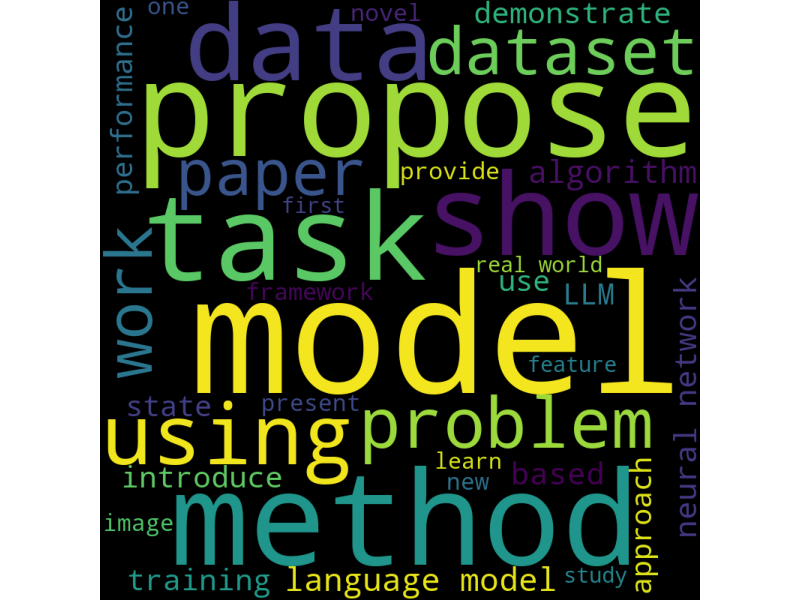 one
novel
demonstrate
performance
data
dataset
propose
paper
provide
algorithm
first
show
task
work
real world
use
LLM
framework
model
feature
neural network
state
present
using
problem
learn
based
introduce
new
method
approach
image
training
language model
study